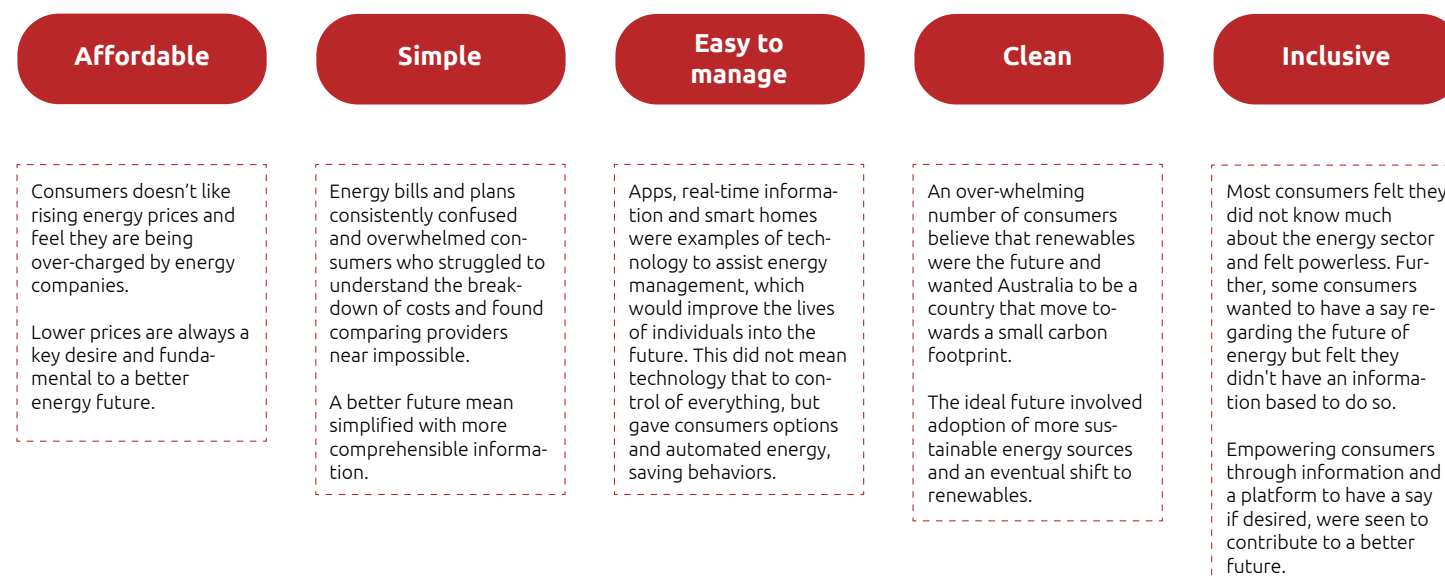 Affordable
Simple
Easy to
manage
Clean
Inclusive
Consumers doesn’t like
rising energy prices and
feel they are being
over-charged by energy
companies.
Lower prices are always a
key desire and funda-
mental to a better
energy future.
Energy bills and plans
consistently confused
and overwhelmed con-
sumers who struggled to
understand the break-
down of costs and found
comparing providers
near impossible.
A better future mean
simplified with more
comprehensible informa-
tion.
Apps, real-time informa-
tion and smart homes
were examples of tech-
nology to assist energy
management, which
would improve the lives
of individuals into the
future. This did not mean
technology that to con-
trol of everything, but
gave consumers options
and automated energy,
saving behaviors.
An over-whelming
number of consumers
believe that renewables
were the future and
wanted Australia to be a
country that move to-
wards a small carbon
footprint.
The ideal future involved
adoption of more sus-
tainable energy sources
and an eventual shift to
renewables.
Most consumers felt they
did not know much
about the energy sector
and felt powerless. Fur-
ther, some consumers
wanted to have a say re-
garding the future of
energy but felt they
didn't have an informa-
tion based to do so.
Empowering consumers
through information and
a platform to have a say
if desired, were seen to
contribute to a better
future.